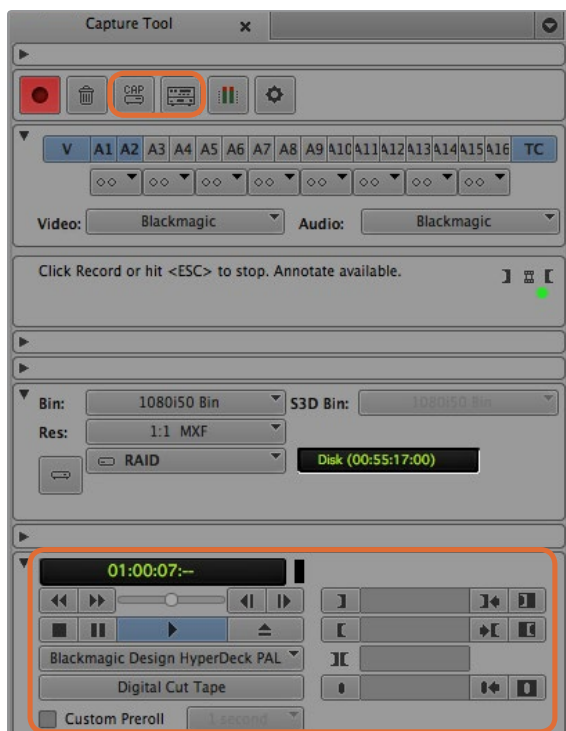 Capture Tool
CAP
V A1 A2 A3 A4 A5 A6 A7 A8 A9 A10 A11 A12 A13 A14 A15 A16 TC
Video: Blackmagic Audio: Blackmagic
Click Record or hit <ESC> to stop. Annotate available.
Bin: 1080i50 Bin S3D Bin: 1080i50 Bin
Res: 1:1 MXF
RAID Disk (00:55:17:00)
01:00:07:--
Blackmagic Design HyperDeck PAL
Digital Cut Tape
Custom Preroll 1 second